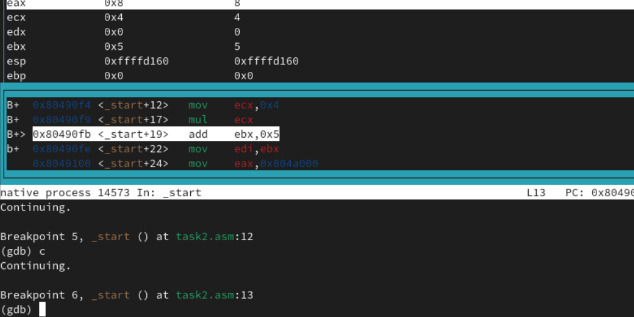 eax 0x8 8
ecx 0x4 4
edx 0x0 0
ebx 0x5 5
esp 0xffffd160 0xffffd160
ebp 0x0 0x0
B+ 0x80490f4 <_start+12> mov ecx,0x4
B+ 0x80490f9 <_start+17> mul ecx
B+> 0x80490fb <_start+19> add ebx,0x5
b+ 0x80490fe <_start+22> mov edi,ebx
0x8049100 <_start+24> mov eax,0x804a000
native process 14573 In: _start L13 PC: 0x80490
Continuing.
Breakpoint 5, _start () at task2.asm:12
(gdb) c
Continuing.
Breakpoint 6, _start () at task2.asm:13
(gdb)